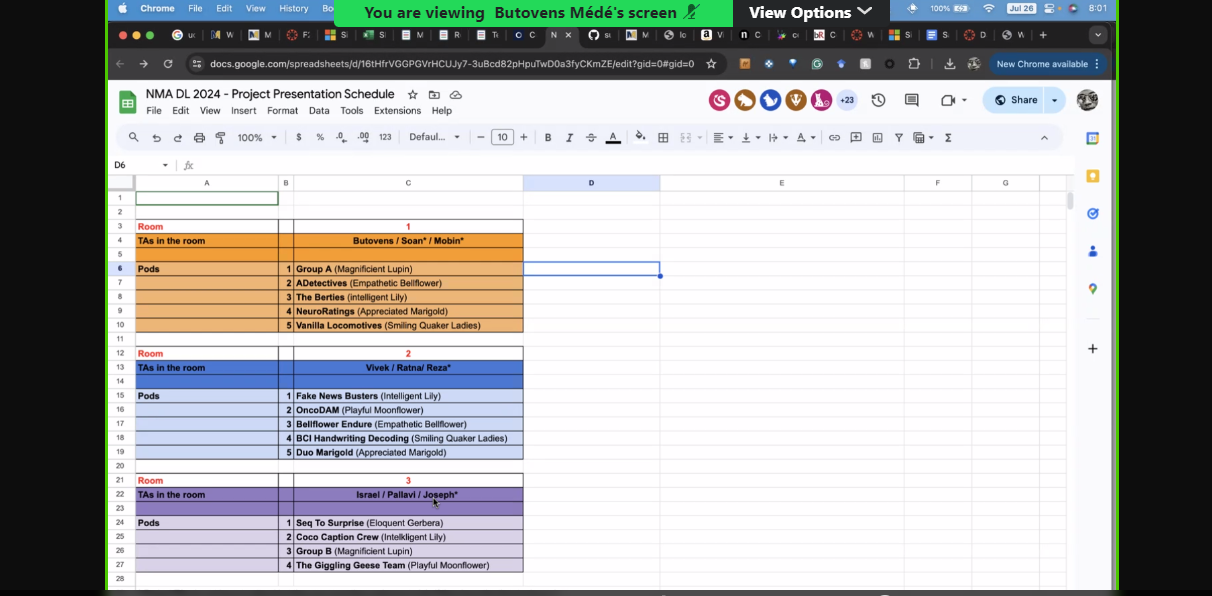 You are viewing Butovens Médé's screen View Options
Chrome File Edit View History 100% Jul 26 8:01
docs.google.com/spreadsheets/d/16tHfrVGGPGVrHCUJy7-3uBcd82pHpuTwD0a3fyCKmZE/edit?gid=0#gid=0 New Chrome available
NMA DL 2024 - Project Presentation Schedule +23 Share
File Edit View Insert Format Data Tools Extensions Help
100% $ % .0 .00 123 Defaul... 10 B I S A
D6 fx
A B C D E F G
1
2
3 Room 1
4 TAs in the room Butovens / Soan* / Mobin*
5
6 Pods 1 Group A (Magnificient Lupin)
7 2 ADetectives (Empathetic Bellflower)
8 3 The Berties (intelligent Lily)
9 4 NeuroRatings (Appreciated Marigold)
10 5 Vanilla Locomotives (Smiling Quaker Ladies)
11
12 Room 2
13 TAs in the room Vivek / Ratna/ Reza*
14
15 Pods 1 Fake News Busters (Intelligent Lily)
16 2 OncoDAM (Playful Moonflower)
17 3 Bellflower Endure (Empathetic Bellflower)
18 4 BCI Handwriting Decoding (Smiling Quaker Ladies)
19 5 Duo Marigold (Appreciated Marigold)
20
21 Room 3
22 TAs in the room Israel / Pallavi / Joseph*
23
24 Pods 1 Seq To Surprise (Eloquent Gerbera)
25 2 Coco Caption Crew (Intelkligent Lily)
26 3 Group B (Magnificient Lupin)
27 4 The Giggling Geese Team (Playful Moonflower)
28